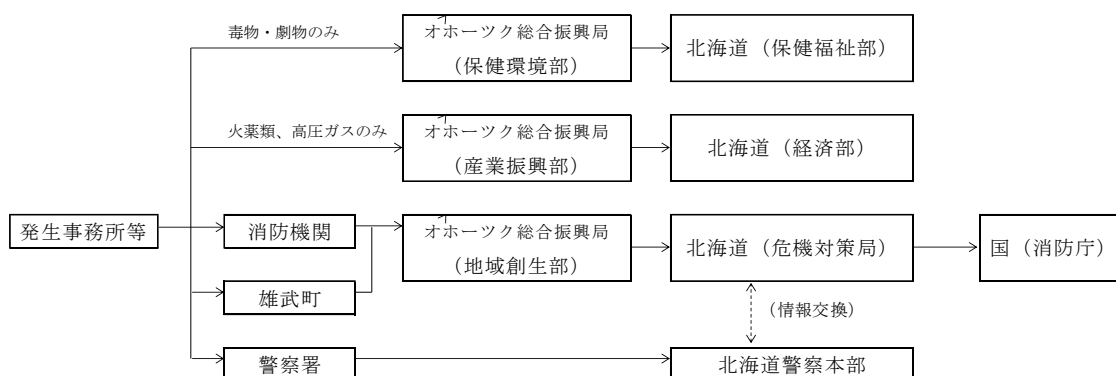 毒物・劇物のみ
オホーツク総合振興局
（保健環境部）
北海道（保健福祉部）
火薬類、高圧ガスのみ
オホーツク総合振興局
（産業振興部）
北海道（経済部）
発生事務所等
消防機関
オホーツク総合振興局
（地域創生部）
北海道（危機対策局）
国（消防庁）
雄武町
（情報交換）
警察署
北海道警察本部